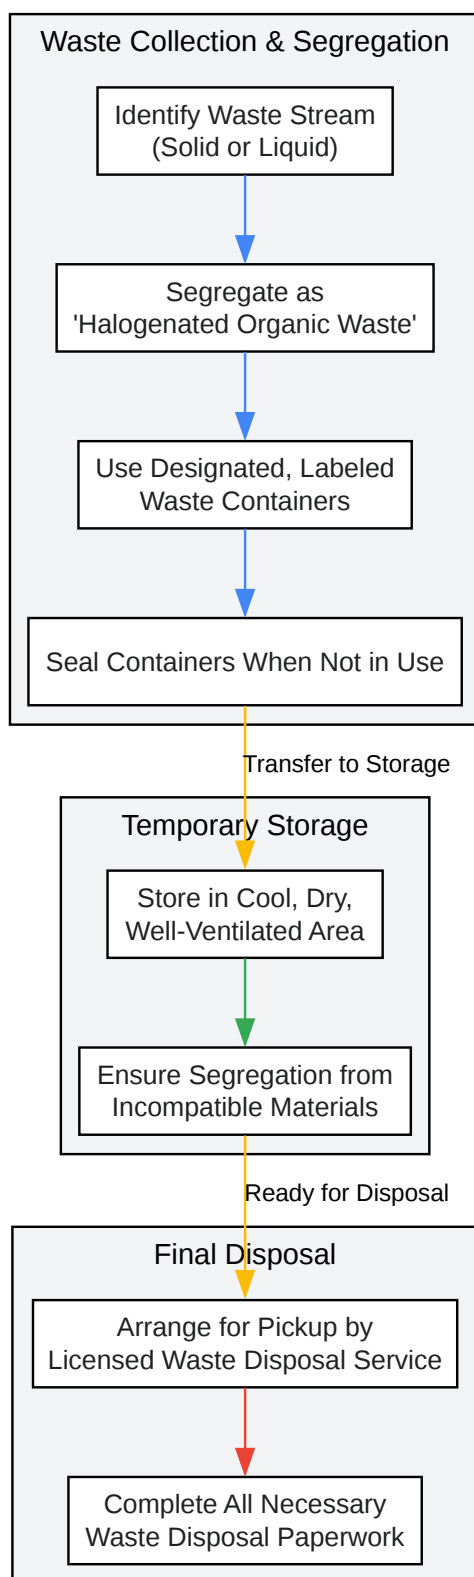 Waste Collection & Segregation
Identify Waste Stream
(Solid or Liquid)
Segregate as
'Halogenated Organic Waste'
Use Designated, Labeled
Waste Containers
Seal Containers When Not in Use
Transfer to Storage
Temporary Storage
Store in Cool, Dry,
Well-Ventilated Area
Ensure Segregation from
Incompatible Materials
Ready for Disposal
Final Disposal
Arrange for Pickup by
Licensed Waste Disposal Service
Complete All Necessary
Waste Disposal Paperwork